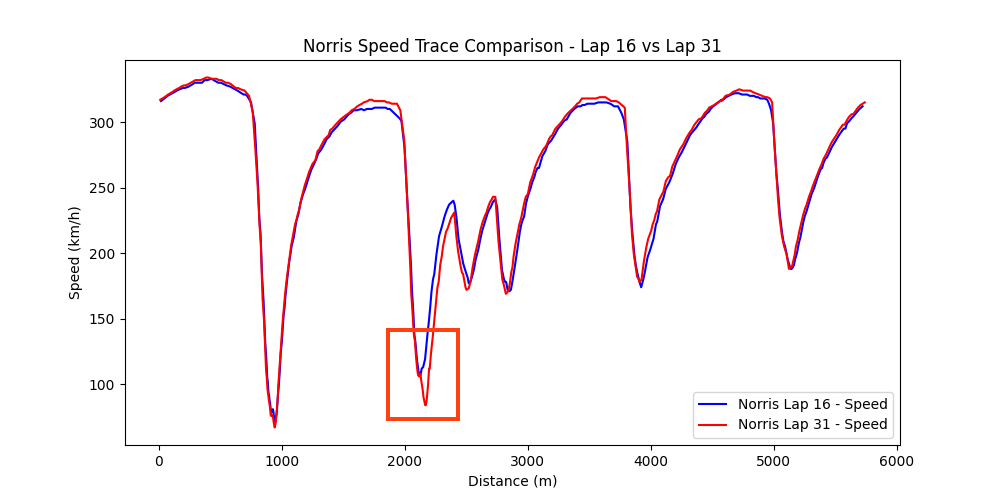 Norris Speed Trace Comparison - Lap 16 vs Lap 31
Speed (km/h)
300
250
200
150
100
Norris Lap 16 - Speed
Norris Lap 31 - Speed
0 1000 2000 3000 4000 5000 6000
Distance (m)